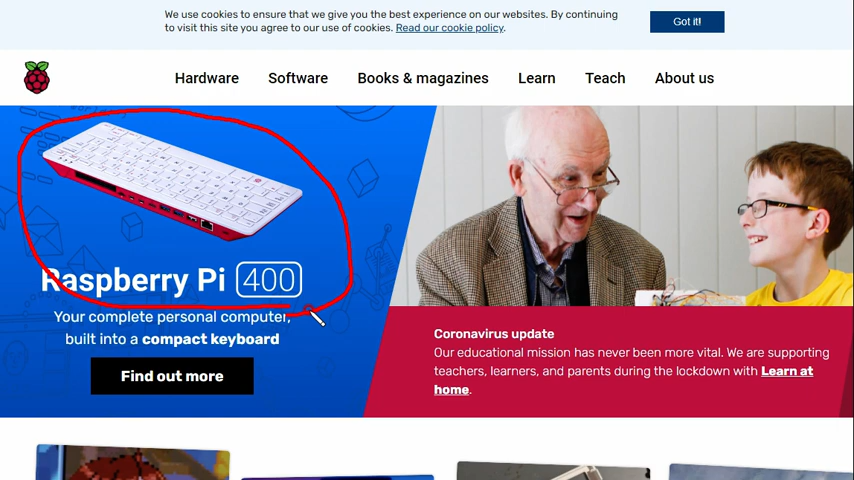 We use cookies to ensure that we give you the best experience on our websites. By continuing
to visit this site you agree to our use of cookies. Read our cookie policy.
Got it!
Hardware
Software
Books & magazines
Learn
Teach
About us
Raspberry Pi 400
Your complete personal computer,
built into a compact keyboard
Find out more
Coronavirus update
Our educational mission has never been more vital. We are supporting
teachers, learners, and parents during the lockdown with Learn at
home.